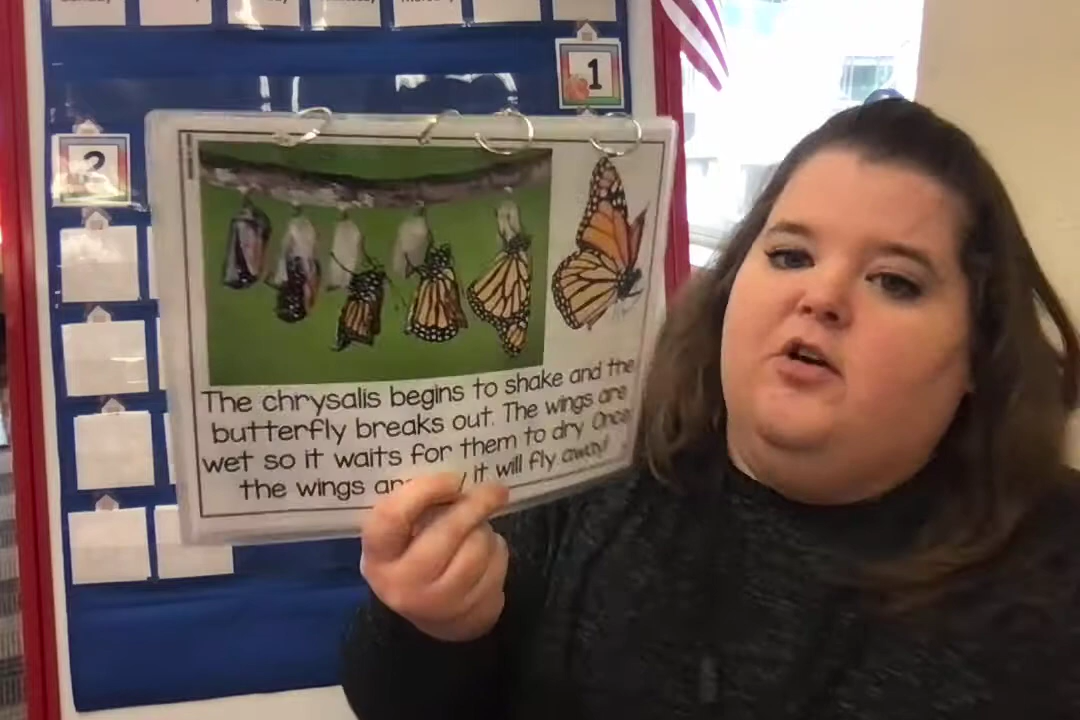 1
2
The chrysalis begins to shake and the
butterfly breaks out. The wings are
wet so it waits for them to dry. Once
the wings are it will fly away!